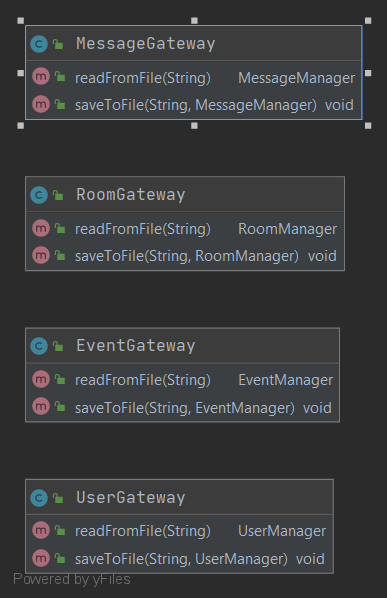 MessageGateway
readFromFile(String) MessageManager
saveToFile(String, MessageManager) void
RoomGateway
readFromFile(String) RoomManager
saveToFile(String, RoomManager) void
EventGateway
readFromFile(String) EventManager
saveToFile(String, EventManager) void
UserGateway
readFromFile(String) UserManager
saveToFile(String, UserManager) void
Powered by yFiles